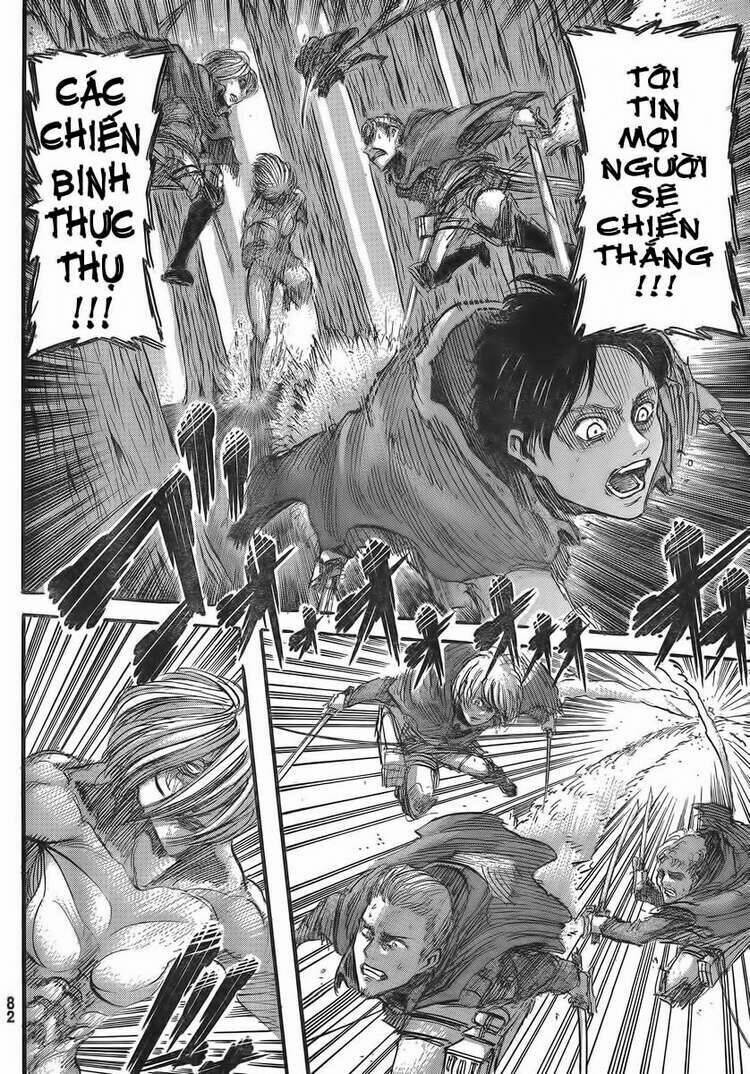 TÔI
TIN
MỌI
NGƯỜI
SẼ
CHIẾN
THẮNG
!!!
CÁC
CHIẾN
BINH
THỰC
THỤ
!!!
82